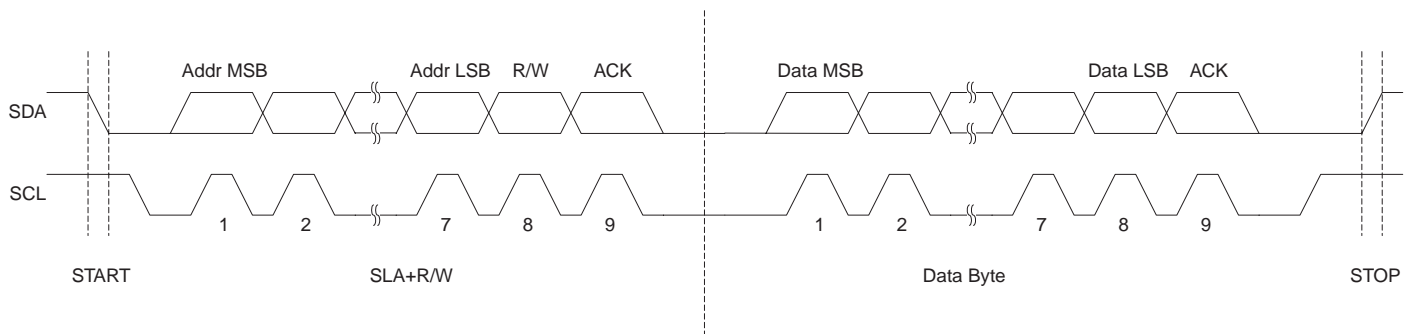 Addr MSB Addr LSB R/W ACK Data MSB Data LSB ACK
SDA
SCL
1 2 7 8 9 1 2 7 8 9
START SLA+R/W Data Byte STOP